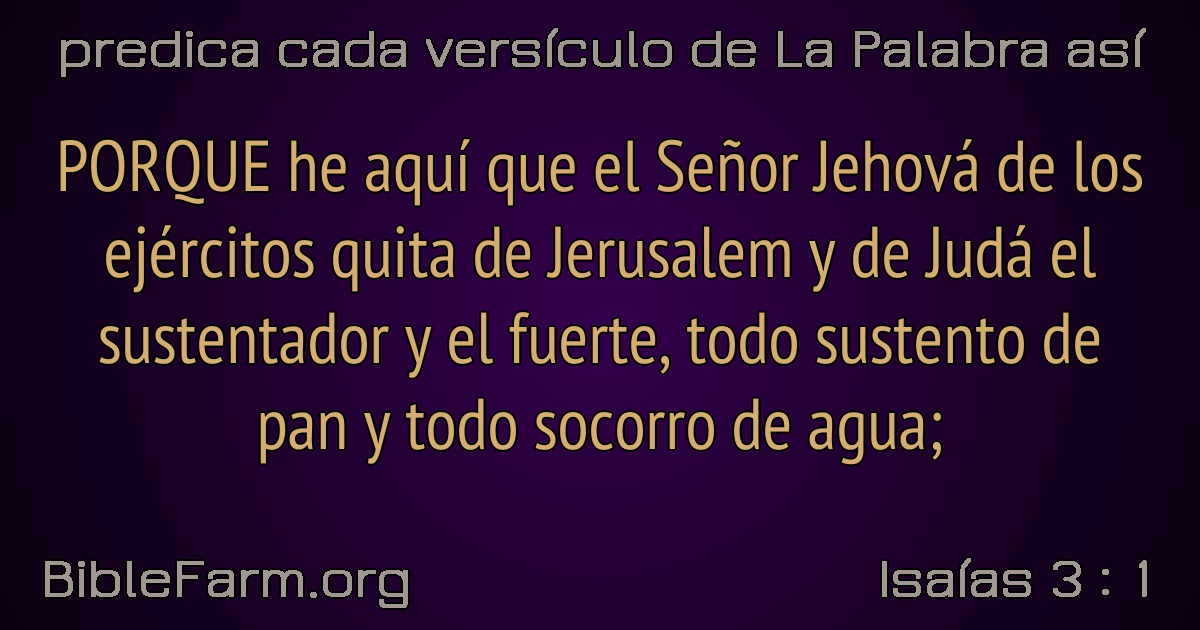 predica cada versículo de La Palabra así
PORQUE he aquí que el Señor Jehová de los
ejércitos quita de Jerusalem y de Judá el
sustentador y el fuerte, todo sustento de
pan y todo socorro de agua;
BibleFarm.org
Isaías 3 : 1